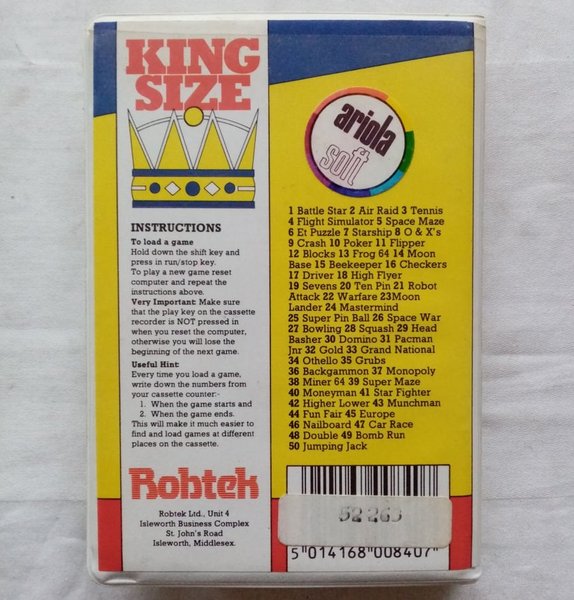 KING
SIZE
INSTRUCTIONS
To load a game
Hold down the shift key and
press in run/stop key.
To play a new game reset
computer and repeat the
instructions above.
Very Important: Make sure
that the play key on the cassette
recorder is NOT pressed in
when you reset the computer,
otherwise you will lose the
beginning of the next game.
Useful Hint:
Every time you load a game,
write down the numbers from
your cassette counter:-
1. When the game starts and
2. When the game ends.
This will make it much easier to
find and load games at different
places on the cassette.
Robtek
Robtek Ltd., Unit 4
Isleworth Business Complex
St. John's Road
Isleworth, Middlesex.
ariola
soft
1 Battle Star 2 Air Raid 3 Tennis
4 Flight Simulator 5 Space Maze
6 Et Puzzle 7 Starship 8 O & X's
9 Crash 10 Poker 11 Flipper
12 Blocks 13 Frog 64 14 Moon
Base 15 Beekeeper 16 Checkers
17 Driver 18 High Flyer
19 Sevens 20 Ten Pin 21 Robot
Attack 22 Warfare 23Moon
Lander 24 Mastermind
25 Super Pin Ball 26 Space War
27 Bowling 28 Squash 29 Head
Basher 30 Domino 31 Pacman
Jnr 32 Gold 33 Grand National
34 Othello 35 Grubs
36 Backgammon 37 Monopoly
38 Miner 64 39 Super Maze
40 Moneyman 41 Star Fighter
42 Higher Lower 43 Munchman
44 Fun Fair 45 Europe
46 Nailboard 47 Car Race
48 Double 49 Bomb Run
50 Jumping Jack
52263
5 014168 008407